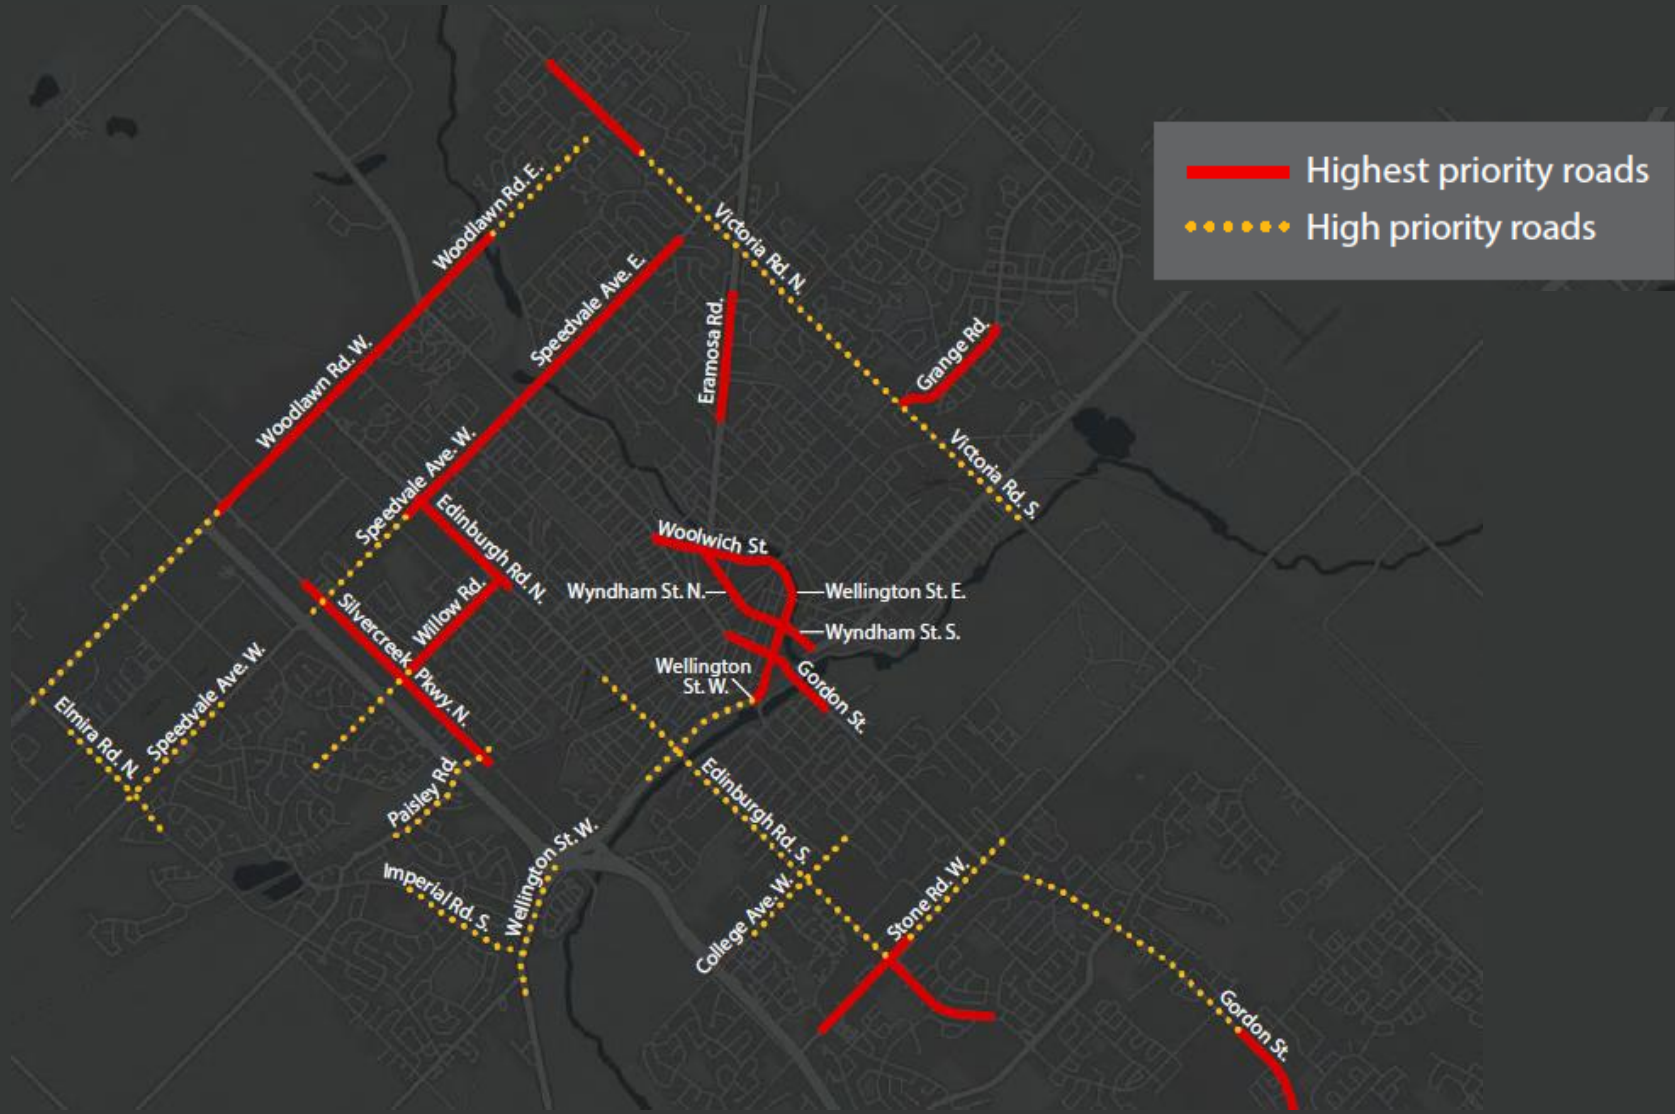 Highest priority roads
High priority roads
Woodlawn Rd. E.
Victoria Rd. N.
Speedvale Ave. E.
Eramosa Rd.
Grange Rd.
Woodlawn Rd. W.
Speedvale Ave. W.
Victoria Rd. S.
Edinburgh Rd. N.
Woolwich St.
Willow Rd.
Wyndham St. N.
Wellington St. E.
Silvercreek Pkwy. N.
Wyndham St. S.
Wellington
St. W.
Gordon St.
Speedvale Ave. W.
Elmira Rd. N.
Paisley Rd.
Edinburgh Rd. S.
Wellington St. W.
Imperial Rd. S.
College Ave. W.
Stone Rd. W.
Gordon St.